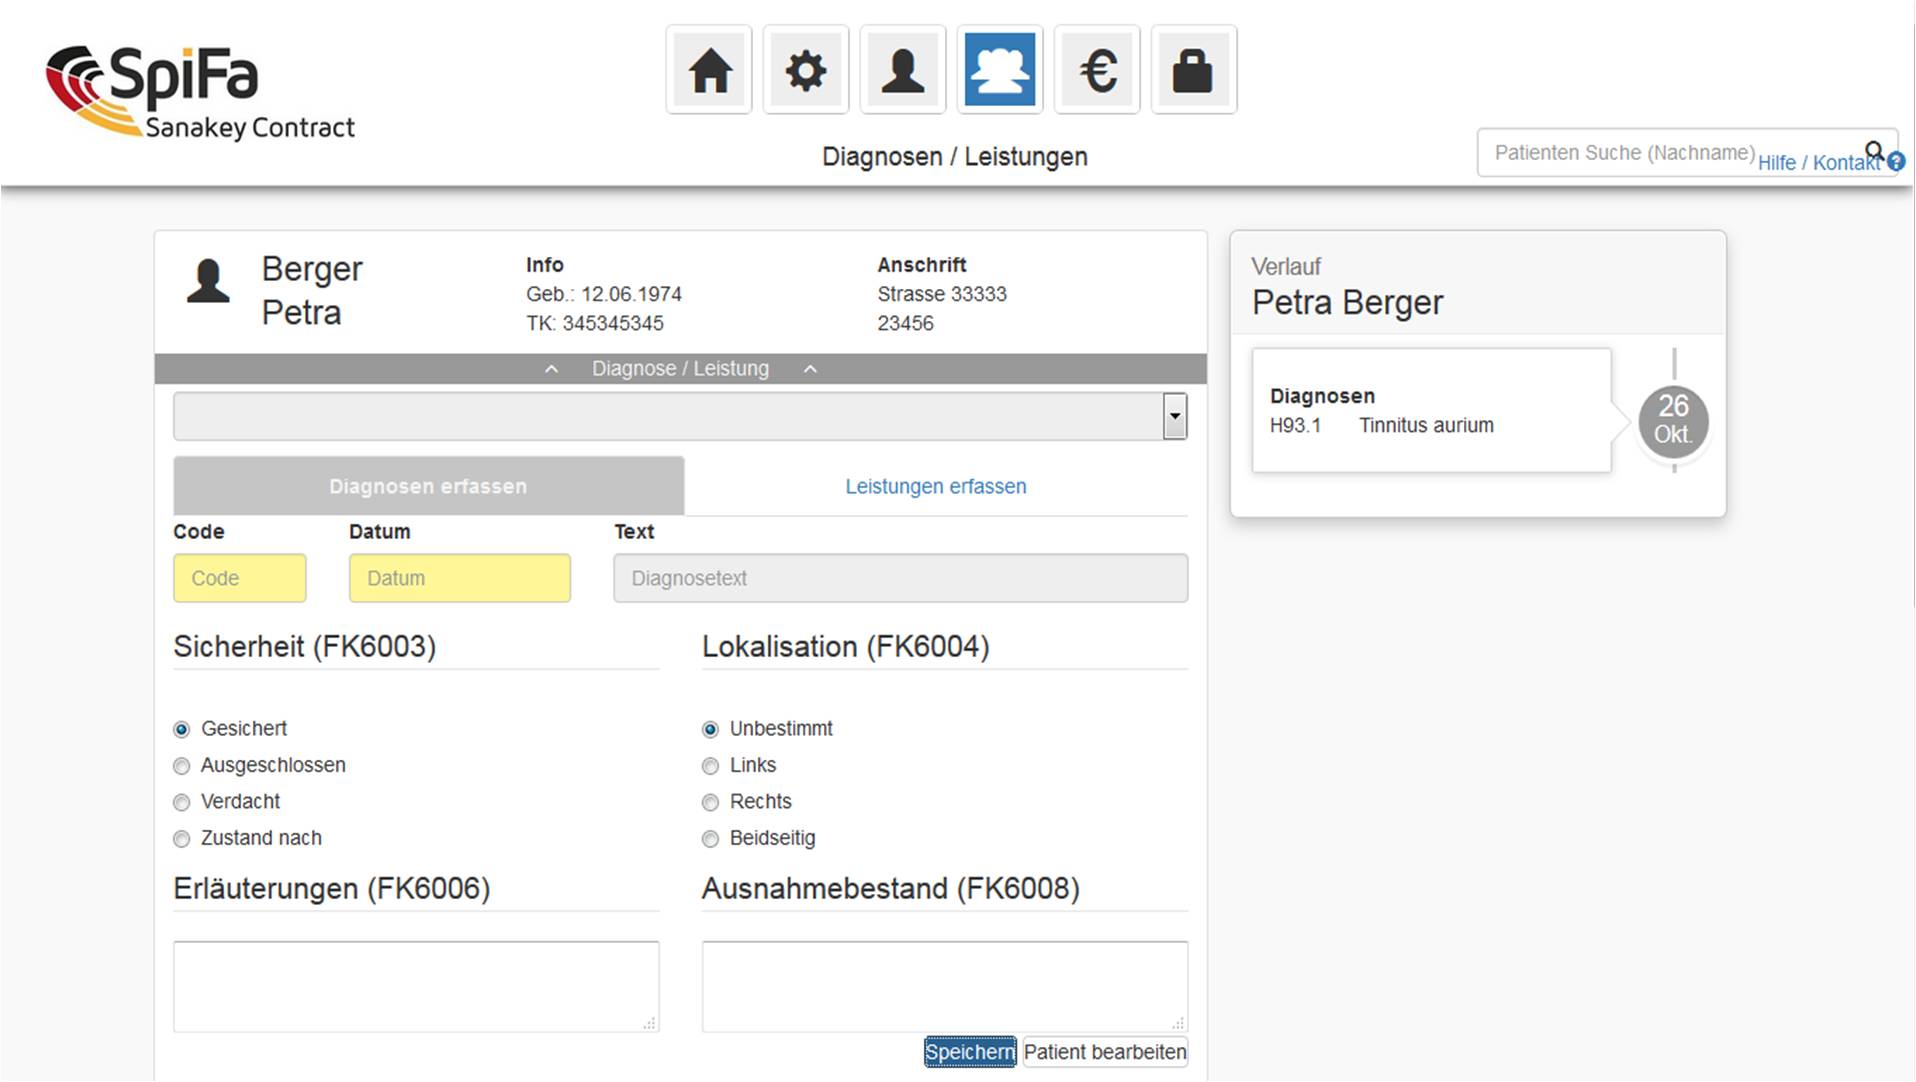 SpiFa
Sanakey Contract
€
Diagnosen / Leistungen
Patienten Suche (Nachname)
Hilfe / Kontakt ?
Berger
Petra
Info
Geb.: 12.06.1974
TK: 345345345
Anschrift
Strasse 33333
23456
Diagnose / Leistung
Diagnosen erfassen
Leistungen erfassen
Code
Datum
Text
Code
Datum
Diagnosetext
Sicherheit (FK6003)
Gesichert
Ausgeschlossen
Verdacht
Zustand nach
Lokalisation (FK6004)
Unbestimmt
Links
Rechts
Beidseitig
Erläuterungen (FK6006)
Ausnahmebestand (FK6008)
Speichern
Patient bearbeiten
Verlauf
Petra Berger
Diagnosen
H93.1 Tinnitus aurium
26
Okt.